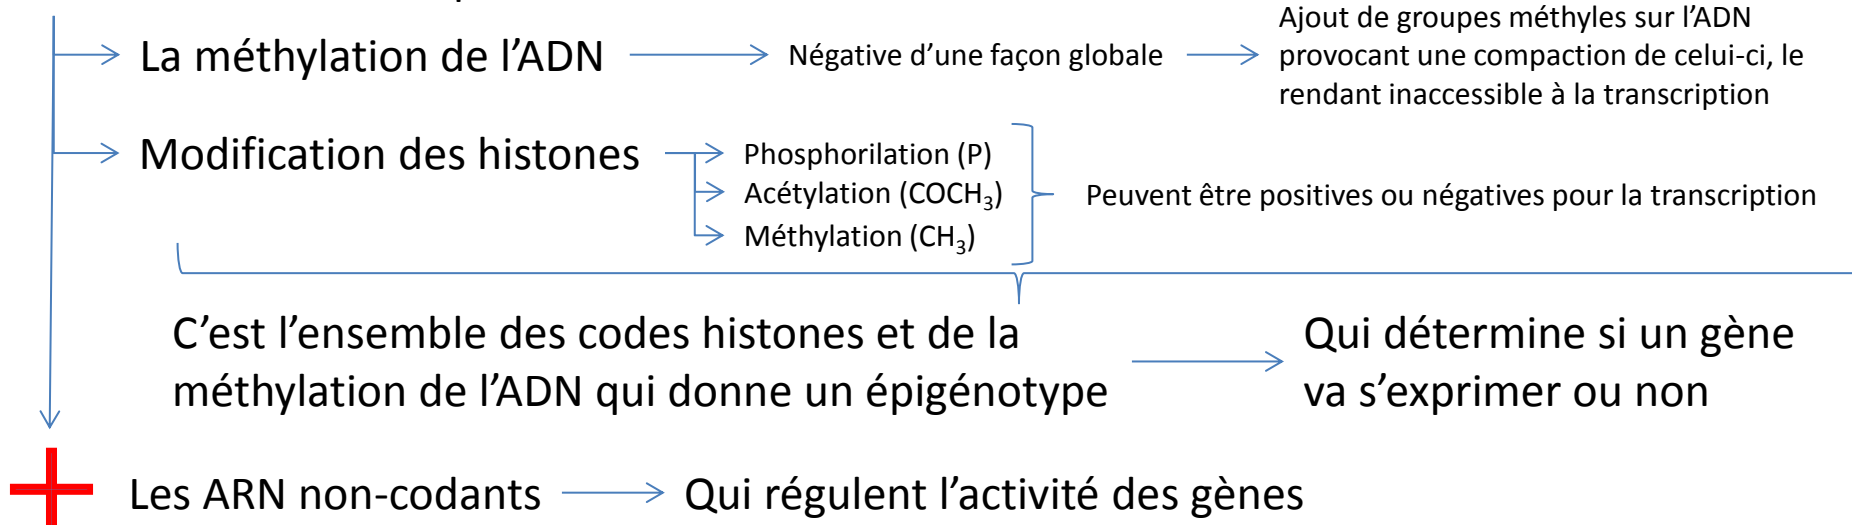 La méthylation de l'ADN
Négative d'une façon globale
Ajout de groupes méthyles sur l'ADN
provocant une compaction de celui-ci, le
rendant inaccessible à la transcription
Modification des histones
Phosphorilation (P)
Acétylation (COCH₃)
Méthylation (CH₃)
Peuvent être positives ou négatives pour la transcription
C'est l'ensemble des codes histones et de la
méthylation de l'ADN qui donne un épigénotype
Qui détermine si un gène
va s'exprimer ou non
Les ARN non-codants
Qui régulent l'activité des gènes